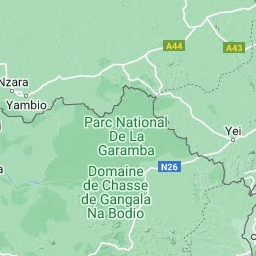 A44
A43
Nzara
Yambio
Parc National
De La
Garamba
Yei
N26
Domaine
de Chasse
de Gangala
Na Bodio